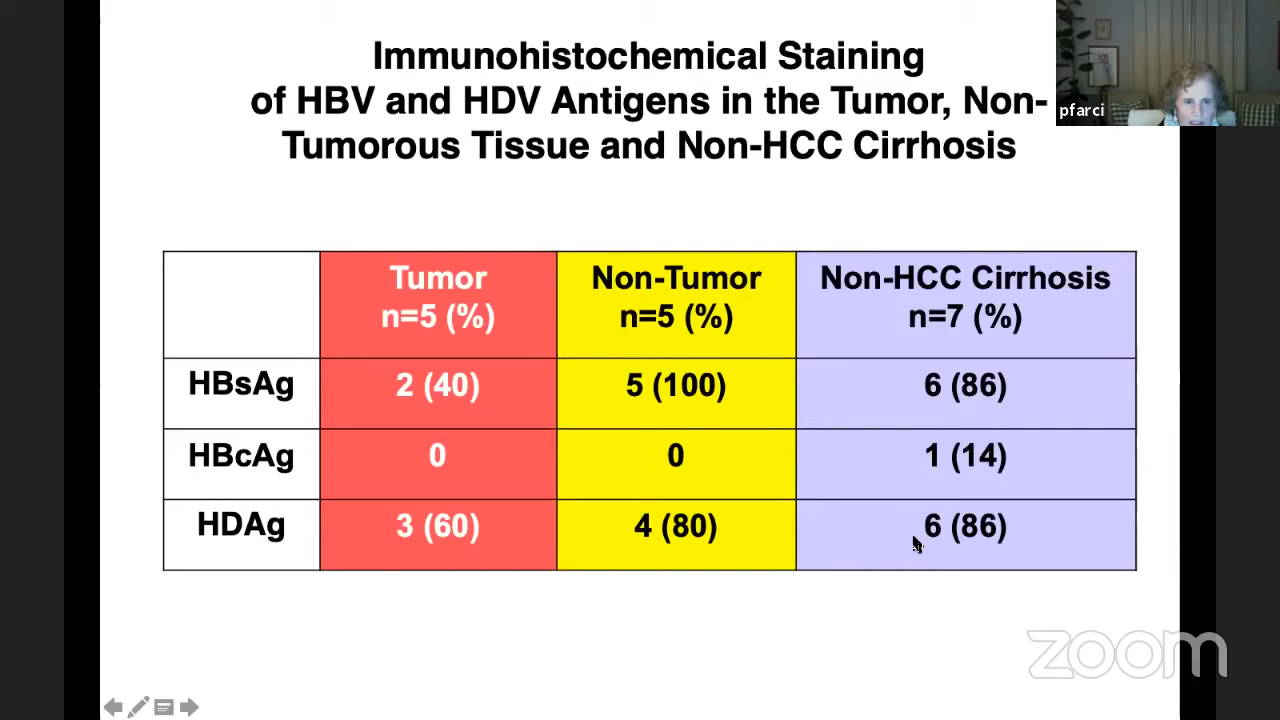 Immunohistochemical Staining
of HBV and HDV Antigens in the Tumor, Non-
Tumorous Tissue and Non-HCC Cirrhosis
pfarci
Tumor Non-Tumor Non-HCC Cirrhosis
n=5 (%) n=5 (%) n=7 (%)
HBsAg 2 (40) 5 (100) 6 (86)
HBcAg 0 0 1 (14)
HDAg 3 (60) 4 (80) 6 (86)
zoom